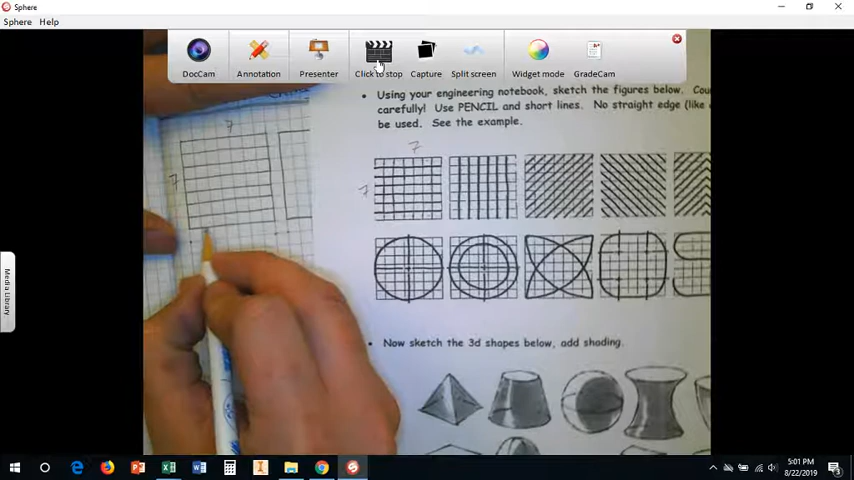 Sphere
Sphere Help
DocCam
Annotation
Presenter
Click to stop
Capture
Split screen
Widget mode
GradeCam
Using your engineering notebook, sketch the figures below.
carefully! Use PENCIL and short lines. No straight edge (like
be used. See the example.
7
7
7
7
Now sketch the 3d shapes below, add shading.
Media Library
5:01 PM
8/22/2019